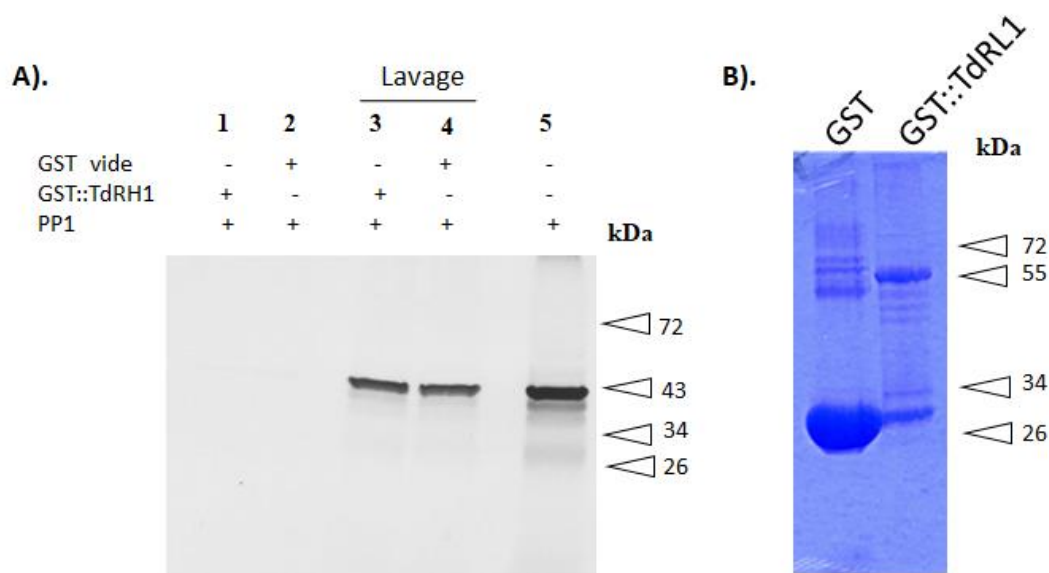 A).
Lavage
1 2 3 4 5
GST vide - + - + -
GST::TdRH1 + - + - -
PP1 + + + + +
kDa
72
43
34
26
B).
GST
GST::TdRL1
kDa
72
55
34
26